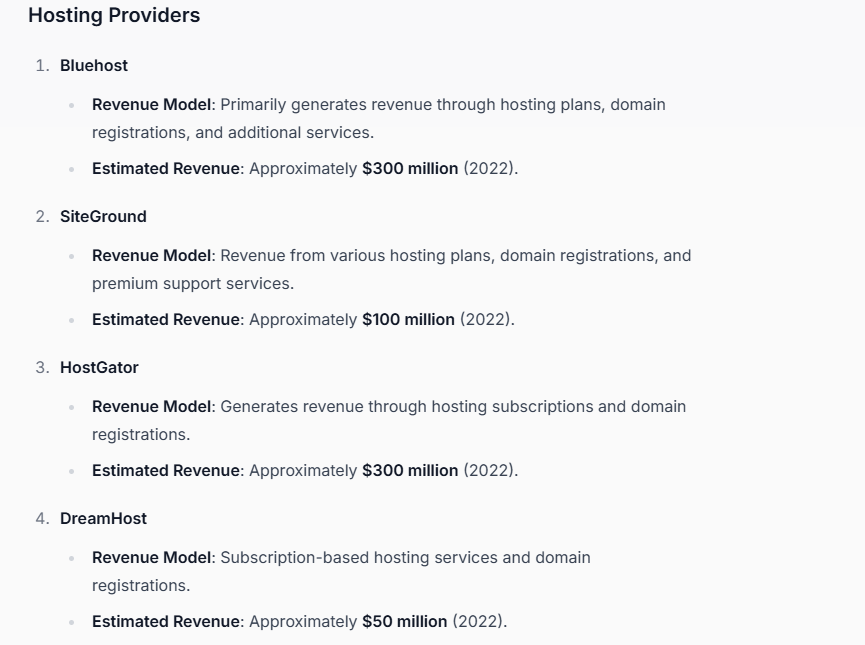 Hosting Providers
1. Bluehost
Revenue Model: Primarily generates revenue through hosting plans, domain
registrations, and additional services.
Estimated Revenue: Approximately $300 million (2022).
2. SiteGround
Revenue Model: Revenue from various hosting plans, domain registrations, and
premium support services.
Estimated Revenue: Approximately $100 million (2022).
3. HostGator
Revenue Model: Generates revenue through hosting subscriptions and domain
registrations.
Estimated Revenue: Approximately $300 million (2022).
4. DreamHost
Revenue Model: Subscription-based hosting services and domain
registrations.
Estimated Revenue: Approximately $50 million (2022).